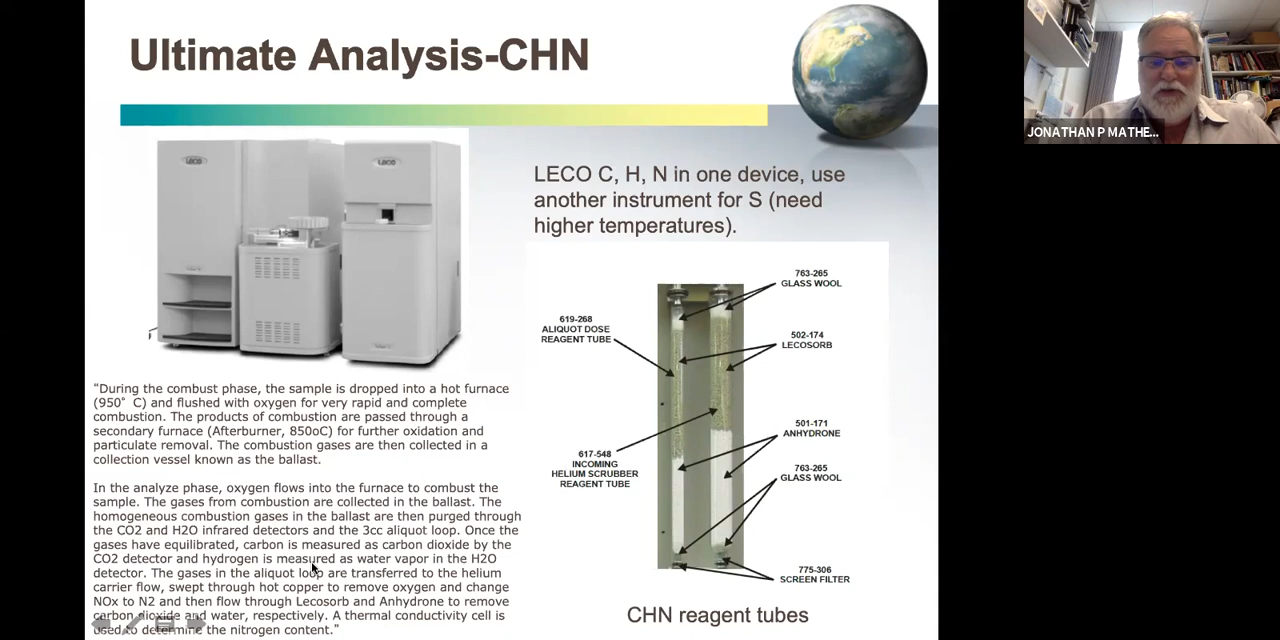 Ultimate Analysis-CHN
JONATHAN P MATHE...
LECO
LECO
LECO C, H, N in one device, use
another instrument for S (need
higher temperatures).
763-265
GLASS WOOL
619-268
ALIQUOT DOSE
REAGENT TUBE
502-174
LECOSORB
501-171
ANHYDRONE
617-548
INCOMING
HELIUM SCRUBBER
REAGENT TUBE
763-265
GLASS WOOL
775-306
SCREEN FILTER
CHN reagent tubes
"During the combust phase, the sample is dropped into a hot furnace
(950° C) and flushed with oxygen for very rapid and complete
combustion. The products of combustion are passed through a
secondary furnace (Afterburner, 850oC) for further oxidation and
particulate removal. The combustion gases are then collected in a
collection vessel known as the ballast.
In the analyze phase, oxygen flows into the furnace to combust the
sample. The gases from combustion are collected in the ballast. The
homogeneous combustion gases in the ballast are then purged through
the CO2 and H2O infrared detectors and the 3cc aliquot loop. Once the
gases have equilibrated, carbon is measured as carbon dioxide by the
CO2 detector and hydrogen is measured as water vapor in the H2O
detector. The gases in the aliquot loop are transferred to the helium
carrier flow, swept through hot copper to remove oxygen and change
NOx to N2 and then flow through Lecosorb and Anhydrone to remove
carbon dioxide and water, respectively. A thermal conductivity cell is
used to determine the nitrogen content."